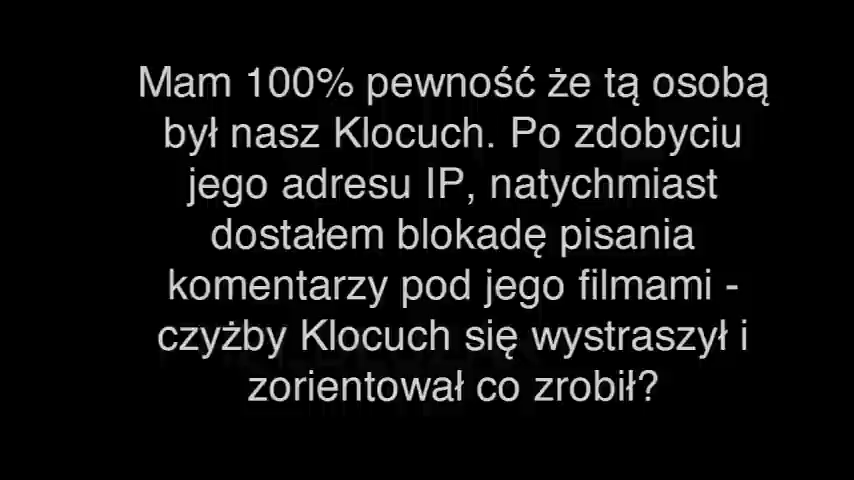 Mam 100% pewność że tą osobą
był nasz Klocuch. Po zdobyciu
jego adresu IP, natychmiast
dostałem blokadę pisania
komentarzy pod jego filmami -
czyżby Klocuch się wystraszył i
zorientował co zrobił?